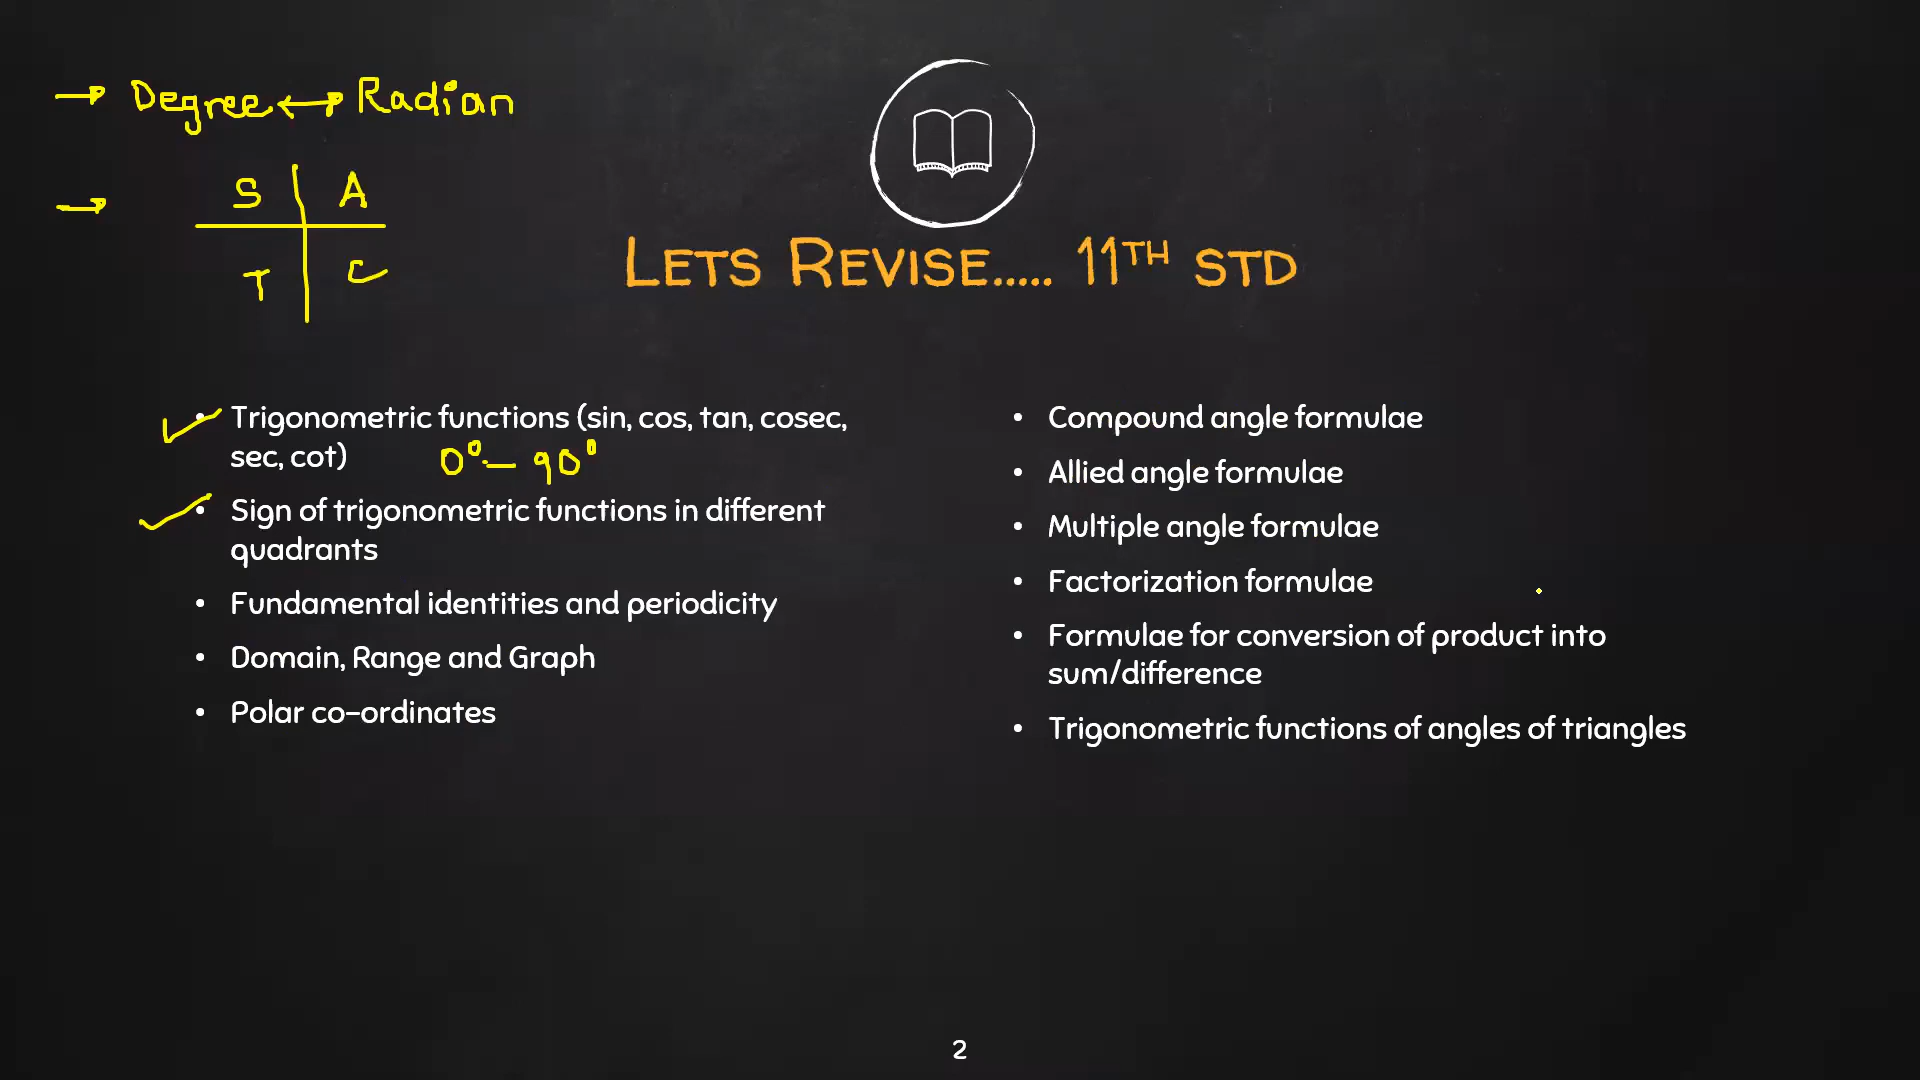 → Degree ↔ Radian
→ S A
T C
LETS REVISE..... 11TH STD
• Trigonometric functions (sin, cos, tan, cosec,
sec, cot) 0°- 90°
• Sign of trigonometric functions in different
quadrants
• Fundamental identities and periodicity
• Domain, Range and Graph
• Polar co-ordinates
• Compound angle formulae
• Allied angle formulae
• Multiple angle formulae
• Factorization formulae
• Formulae for conversion of product into
sum/difference
• Trigonometric functions of angles of triangles
2